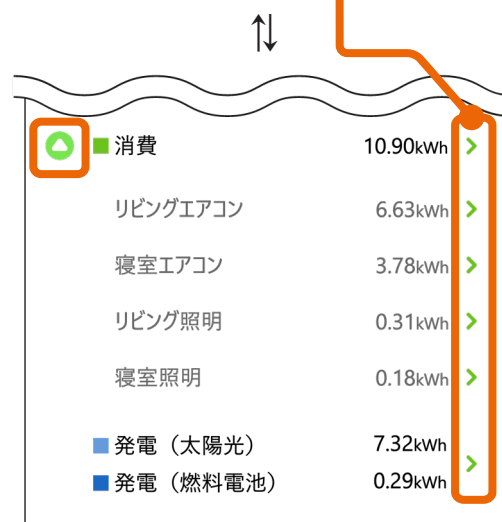 消費 10.90kWh
リビングエアコン 6.63kWh
寝室エアコン 3.78kWh
リビング照明 0.31kWh
寝室照明 0.18kWh
発電（太陽光） 7.32kWh
発電（燃料電池） 0.29kWh